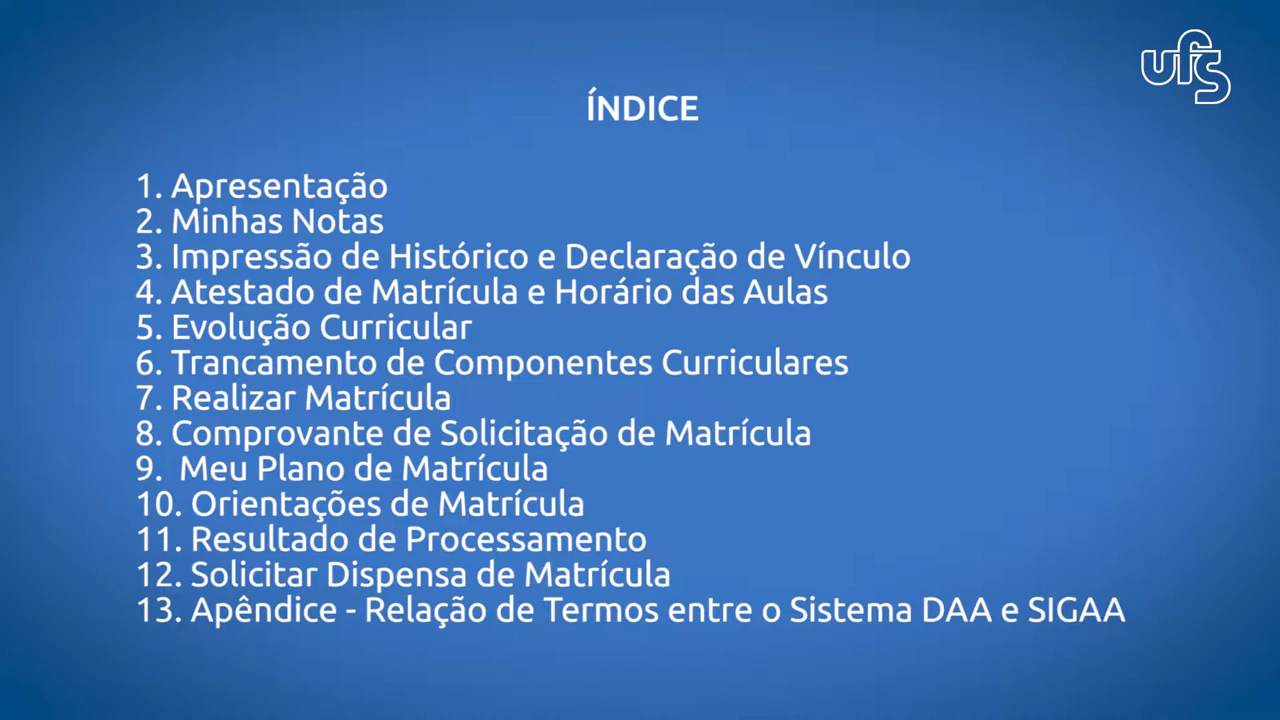 ufs
ÍNDICE
1. Apresentação
2. Minhas Notas
3. Impressão de Histórico e Declaração de Vínculo
4. Atestado de Matrícula e Horário das Aulas
5. Evolução Curricular
6. Trancamento de Componentes Curriculares
7. Realizar Matrícula
8. Comprovante de Solicitação de Matrícula
9.  Meu Plano de Matrícula
10. Orientações de Matrícula
11. Resultado de Processamento
12. Solicitar Dispensa de Matrícula
13. Apêndice - Relação de Termos entre o Sistema DAA e SIGAA